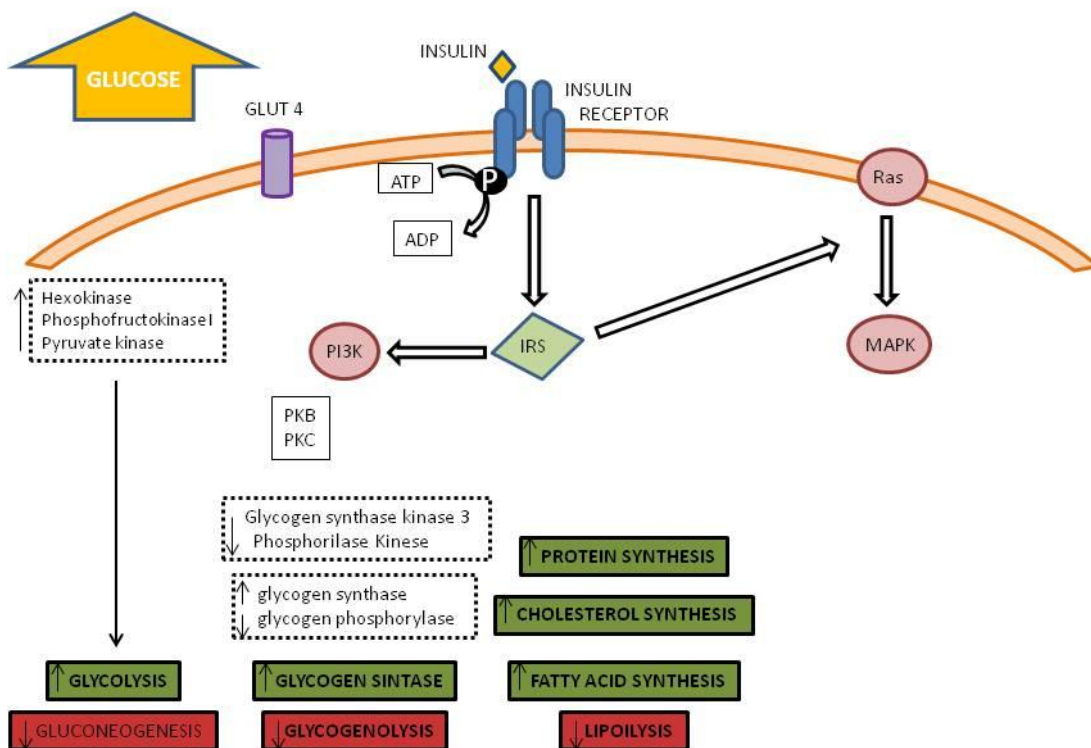 GLUCOSE
INSULIN
INSULIN
RECEPTOR
GLUT 4
ATP
P
ADP
Ras
Hexokinase
Phosphofructokinase I
Pyruvate kinase
PI3K
IRS
MAPK
PKB
PKC
Glycogen synthase kinase 3
Phosphorilase Kinese
glycogen synthase
glycogen phosphorylase
PROTEIN SYNTHESIS
CHOLESTEROL SYNTHESIS
GLYCOLYSIS
GLYCOGEN SINTASE
FATTY ACID SYNTHESIS
GLUCONEOGENESIS
GLYCOGENOLYSIS
LIPOILYSIS